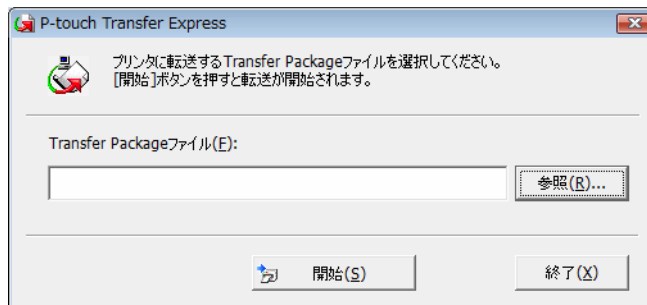 P-touch Transfer Express
プリンタに転送するTransfer Packageファイルを選択してください。
[開始]ボタンを押すと転送が開始されます。
Transfer Packageファイル(F):
参照(R)...
開始(S)
終了(X)